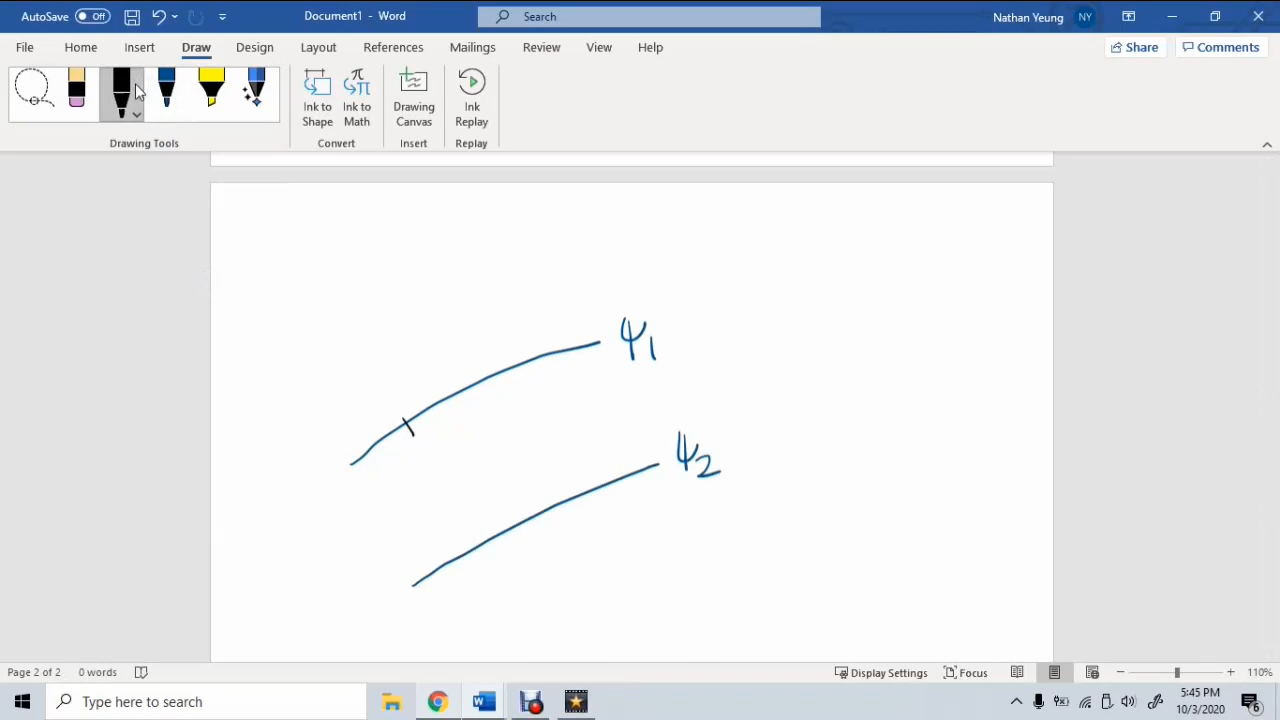 AutoSave Off Document1 - Word Search Nathan Yeung NY
File Home Insert Draw Design Layout References Mailings Review View Help Share Comments
Ink to Shape Ink to Math Drawing Canvas Ink Replay
Drawing Tools Convert Insert Replay
ψ1
ψ2
Page 2 of 2 0 words Display Settings Focus 110%
Type here to search 5:45 PM
10/3/2020 6